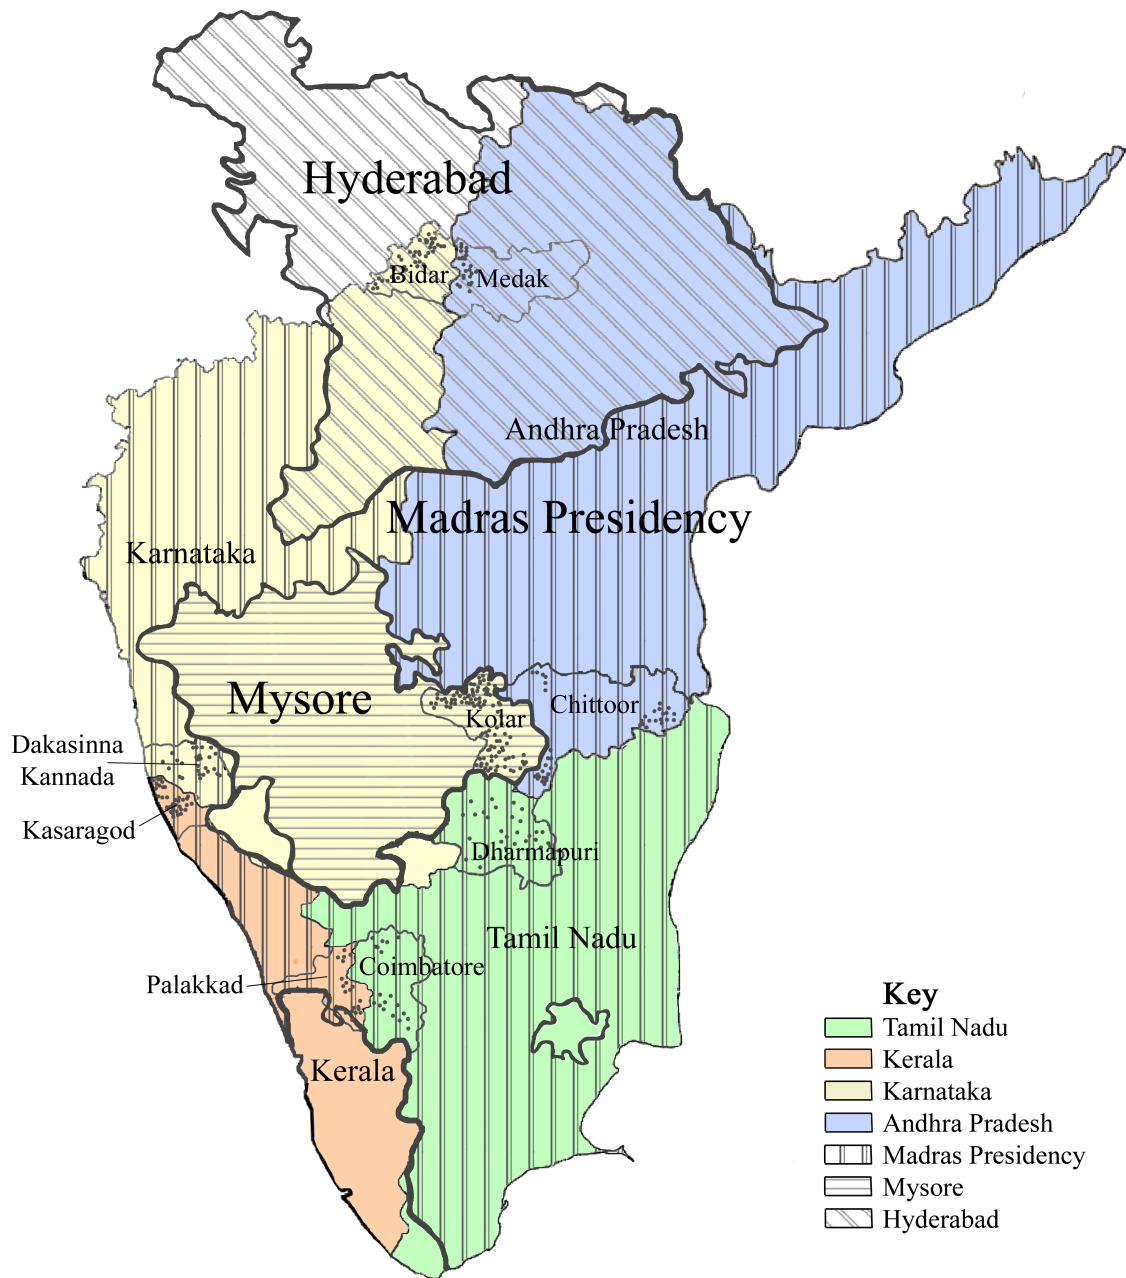 Hyderabad
Bidar
Medak
Andhra Pradesh
Madras Presidency
Karnataka
Mysore
Kolar
Chittoor
Dakasinna
Kannada
Kasaragod
Dharmapuri
Tamil Nadu
Coimbatore
Palakkad
Kerala
Key
Tamil Nadu
Kerala
Karnataka
Andhra Pradesh
Madras Presidency
Mysore
Hyderabad